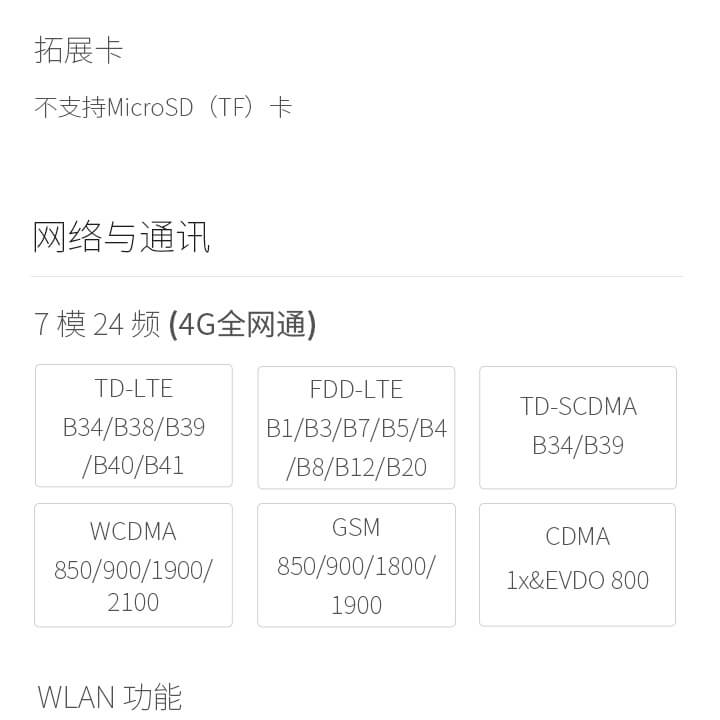 拓展卡
不支持MicroSD（TF）卡
网络与通讯
7 模 24 频 (4G全网通)
TD-LTE
B34/B38/B39
/B40/B41
FDD-LTE
B1/B3/B7/B5/B4
/B8/B12/B20
TD-SCDMA
B34/B39
WCDMA
850/900/1900/
2100
GSM
850/900/1800/
1900
CDMA
1x&EVDO 800
WLAN 功能